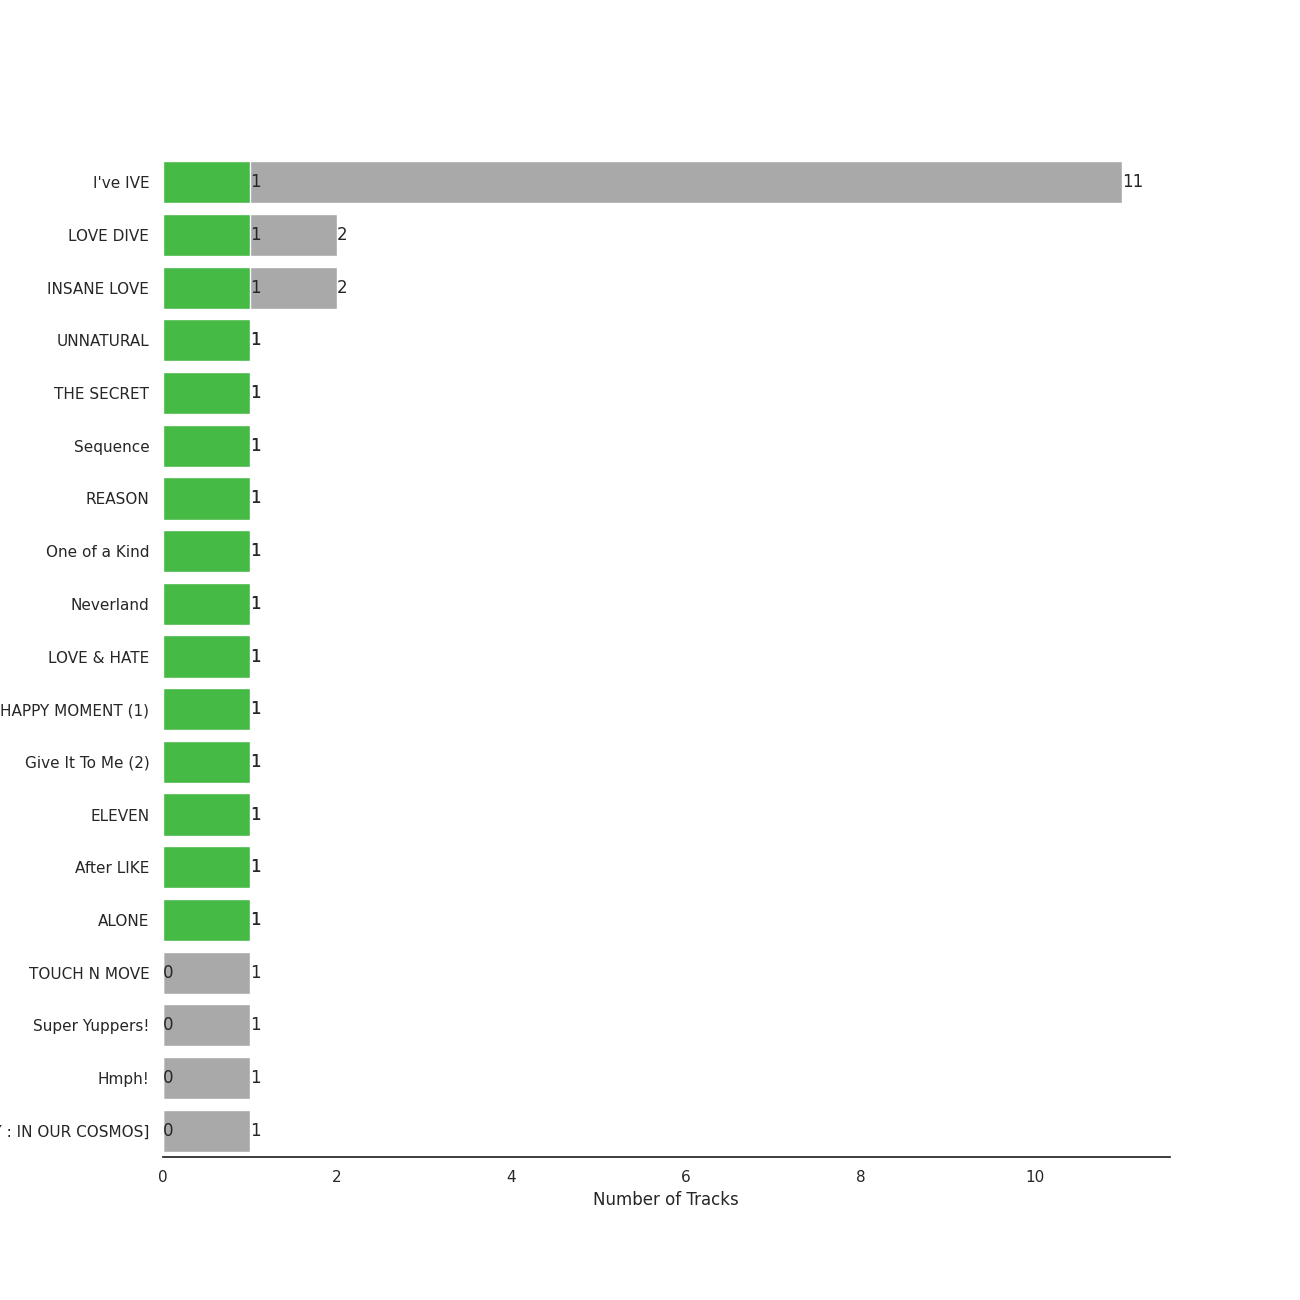 I've IVE 1 11
LOVE DIVE 1 2
INSANE LOVE 1 2
UNNATURAL 1
THE SECRET 1
Sequence 1
REASON 1
One of a Kind 1
Neverland 1
LOVE & HATE 1
HAPPY MOMENT (1) 1
Give It To Me (2) 1
ELEVEN 1
After LIKE 1
ALONE 1
TOUCH N MOVE 0 1
Super Yuppers! 0 1
Hmph! 0 1
: IN OUR COSMOS] 0 1
0 2 4 6 8 10
Number of Tracks